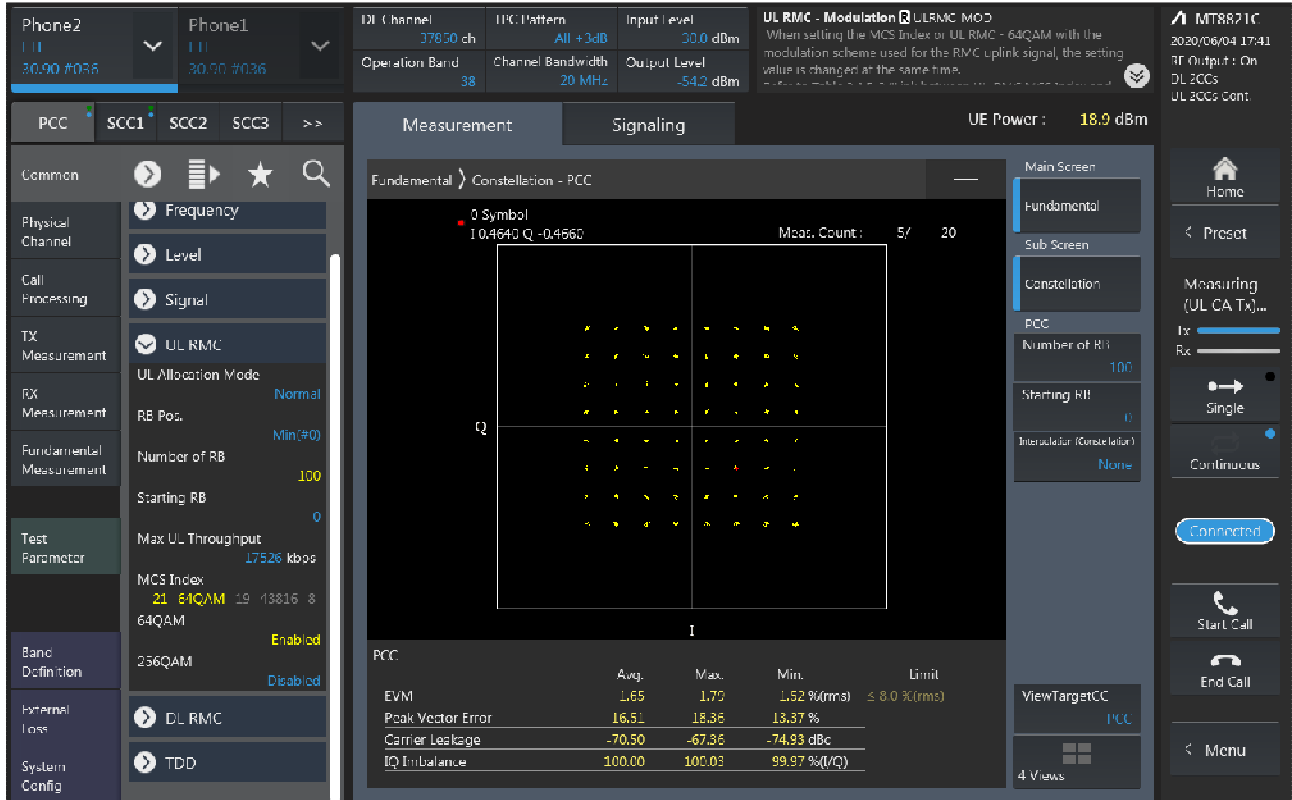 Phone2
LTE
30.90 #036
Phone1
LTE
30.90 #036
DL Channel
37850 ch
TPC Pattern
All +3dB
Input Level
30.0 dBm
Operation Band
38
Channel Bandwidth
20 MHz
Output Level
-54.2 dBm
UL RMC - Modulation R ULRMC_MOD
When setting the MCS Index or UL RMC - 64QAM with the
modulation scheme used for the RMC uplink signal, the setting
value is changed at the same time.
MT8821C
2020/06/04 17:41
RF Output : On
DL 2CCs
UL 2CCs Cont.
PCC
SCC1
SCC2
SCC3
>>
Measurement
Signaling
UE Power : 18.9 dBm
Common
Physical
Channel
Call
Processing
TX
Measurement
RX
Measurement
Fundamental
Measurement
Test
Parameter
Band
Definition
External
Loss
System
Config
Frequency
Level
Signal
UL RMC
UL Allocation Mode
Normal
RB Pos.
Min(#0)
Number of RB
100
Starting RB
0
Max UL Throughput
17526 kbps
MCS Index
21 64QAM 19 43816 8
64QAM
Enabled
256QAM
Disabled
DL RMC
TDD
Fundamental > Constellation - PCC
0 Symbol
I 0.4640 Q -0.4660
Meas. Count : 5/ 20
Q
I
PCC
Avg. Max. Min. Limit
EVM 1.65 1.79 1.52 %(rms) ≤ 8.0 %(rms)
Peak Vector Error 16.51 18.36 13.37 %
Carrier Leakage -70.50 -67.36 -74.93 dBc
IQ Imbalance 100.00 100.03 99.97 %(I/Q)
Main Screen
Fundamental
Sub Screen
Constellation
PCC
Number of RB
100
Starting RB
0
Interpolation (Constellation)
None
ViewTargetCC
PCC
4 Views
Home
< Preset
Measuring
(UL CA Tx)...
Tx
Rx
Single
Continuous
Connected
Start Call
End Call
< Menu